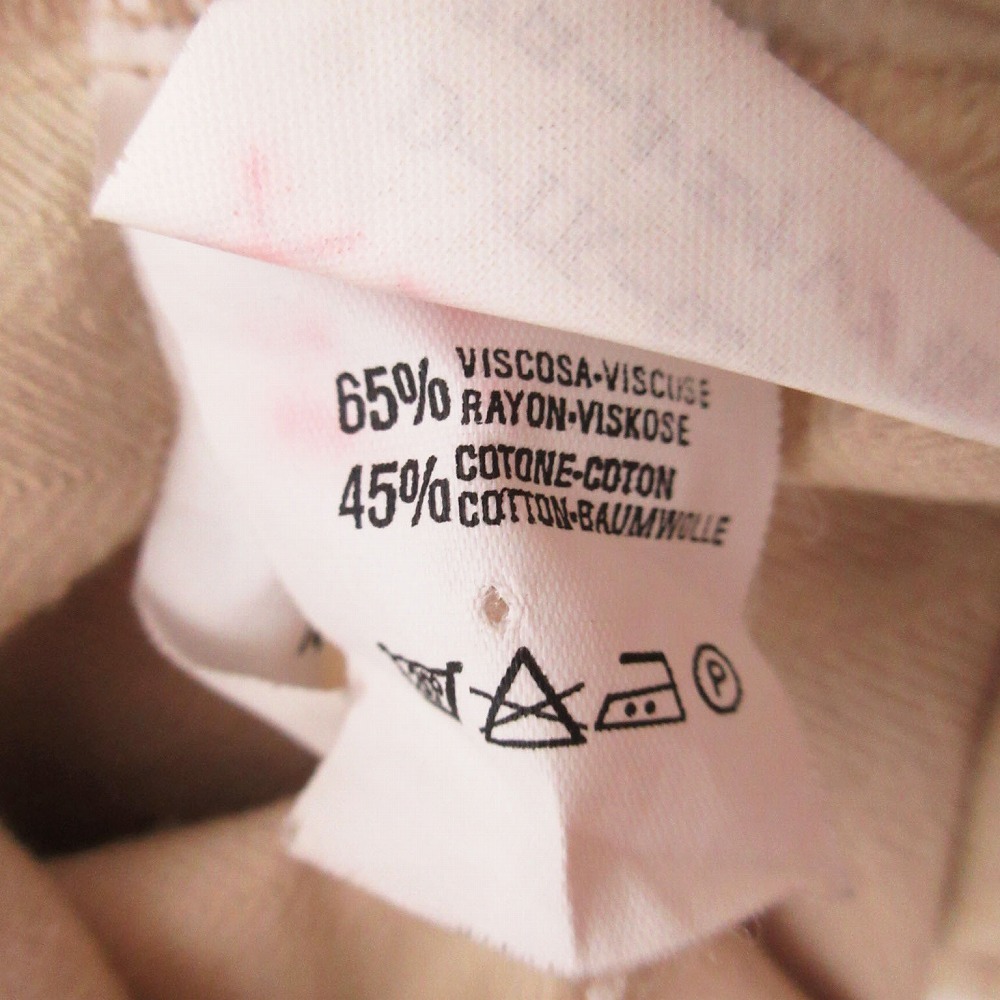 65% VISCOSA-VISCOSE
RAYON-VISKOSE
45% COTONE-COTON
COTTON-BAUMWOLLE
P